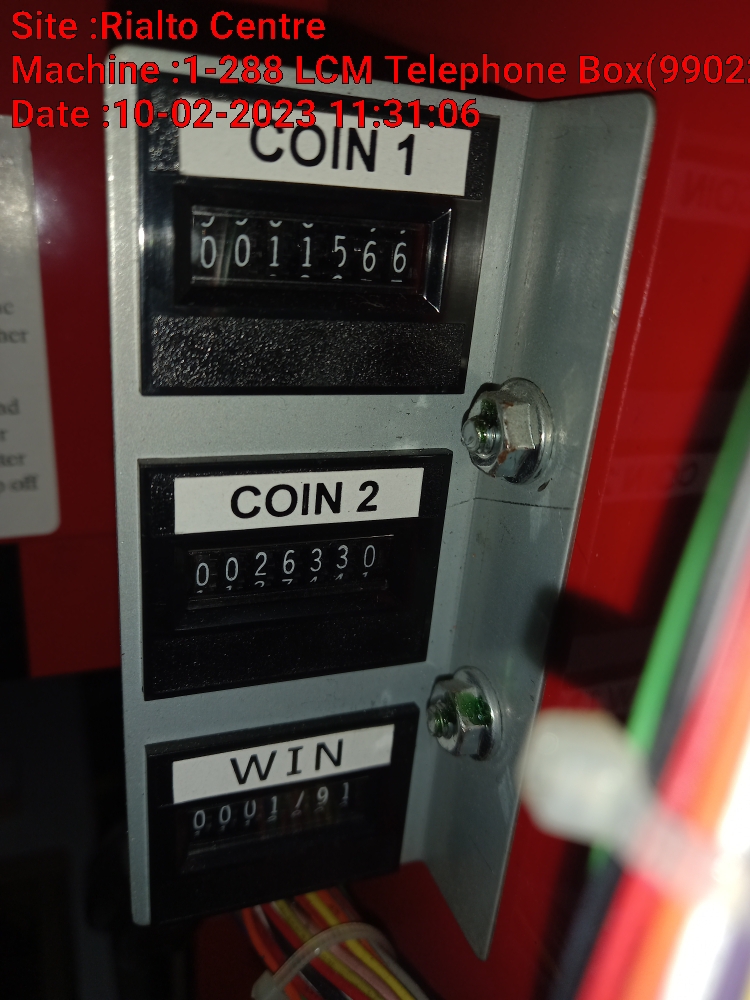 Site :Rialto Centre
Machine :1-288 LCM Telephone Box(9902
Date :10-02-2023 11:31:06
COIN 1
0011566
COIN 2
0026330
WIN